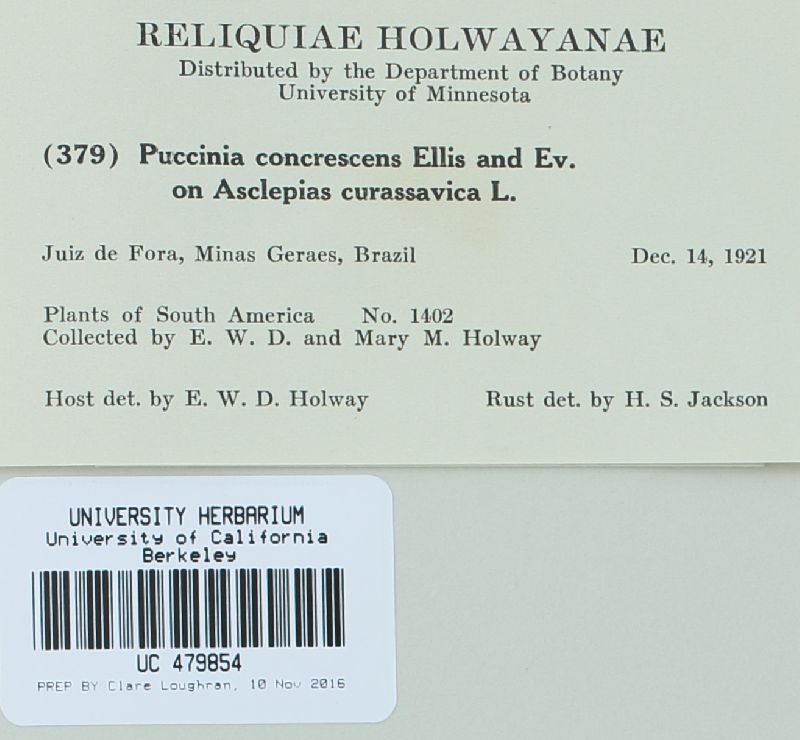 RELIQUIAE HOLWAYANAE
Distributed by the Department of Botany
University of Minnesota
(379) Puccinia concrescens Ellis and Ev.
on Asclepias curassavica L.
Juiz de Fora, Minas Geraes, Brazil Dec. 14, 1921
Plants of South America No. 1402
Collected by E. W. D. and Mary M. Holway
Host det. by E. W. D. Holway Rust det. by H. S. Jackson
UNIVERSITY HERBARIUM
University of California
Berkeley
UC 479854
PREP BY Clare Loughran, 10 Nov 2016